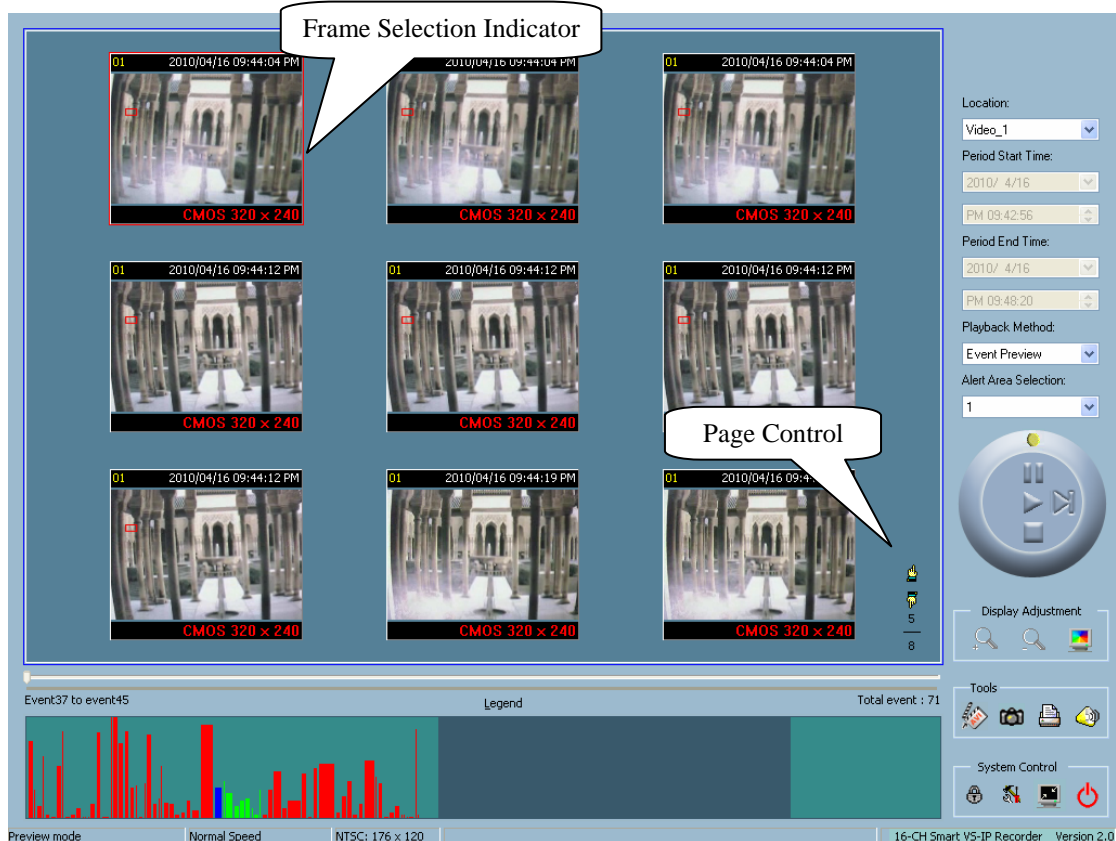 Frame Selection Indicator
01 2010/04/16 09:44:04 PM
2010/04/16 09:44:04 PM
01 2010/04/16 09:44:04 PM
CMOS 320 × 240
CMOS 320 × 240
CMOS 320 × 240
01 2010/04/16 09:44:12 PM
01 2010/04/16 09:44:12 PM
01 2010/04/16 09:44:12 PM
CMOS 320 × 240
CMOS 320 × 240
Page Control
01 2010/04/16 09:44:12 PM
01 2010/04/16 09:44:19 PM
01 2010/04/16
CMOS 320 × 240
CMOS 320 × 240
CMOS 320 × 240
5
8
Location:
Video_1
Period Start Time:
2010/ 4/16
PM 09:42:56
Period End Time:
2010/ 4/16
PM 09:48:20
Playback Method:
Event Preview
Alert Area Selection:
1
Display Adjustment
Tools
System Control
Event37 to event45
Legend
Total event : 71
Preview mode
Normal Speed
NTSC: 176 × 120
16-CH Smart VS-IP Recorder Version 2.0